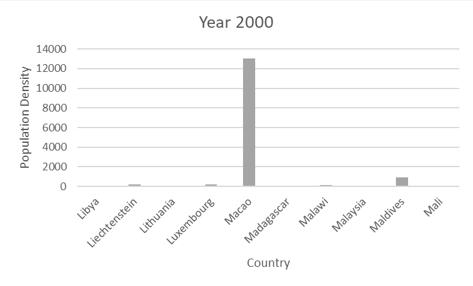 Year 2000
Population Density
14000
12000
10000
8000
6000
4000
2000
0
Libya
Liechtenstein
Lithuania
Luxembourg
Macao
Madagascar
Malawi
Malaysia
Maldives
Mali
Country